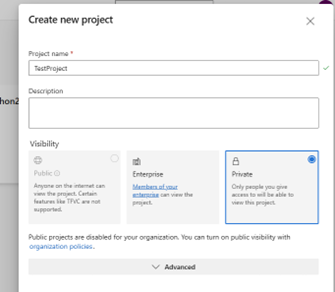 Create new project
Project name *
TestProject
Description
hon2
Visibility
Public
Anyone on the internet can
view the project. Certain
features like TFVC are not
supported.
Enterprise
Members of your
enterprise can view the
project.
Private
Only people you give
access to will be able to
view this project.
Public projects are disabled for your organization. You can turn on public visibility with
organization policies.
Advanced